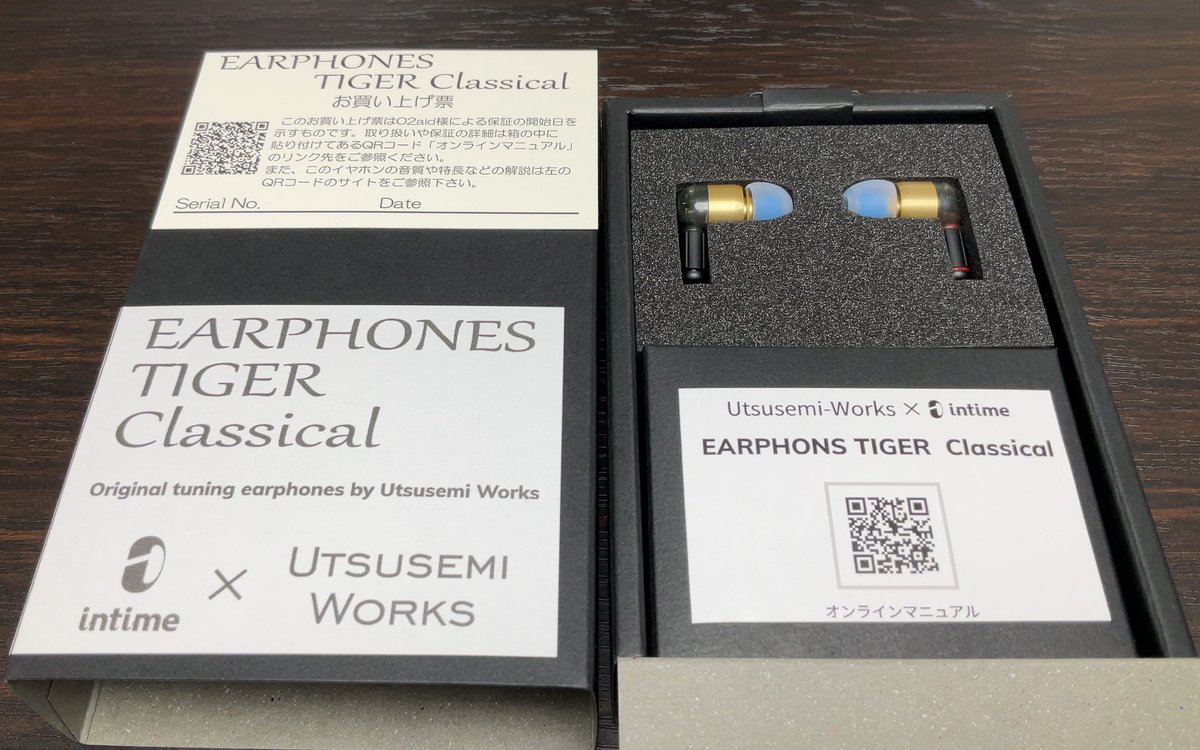 EARPHONES
TIGER Classical
お買い上げ票
このお買い上げ票はO2aid様による保証の開始日を
示すものです。取り扱いや保証の詳細は箱の中に
貼り付けてあるQRコード「オンラインマニュアル」
のリンク先をご参照ください。
また、このイヤホンの音質や特長などの解説は左の
QRコードのサイトをご参照下さい。
Serial No. Date
EARPHONES
TIGER
Classical
Original tuning earphones by Utsusemi Works
intime × UTSUSEMI
WORKS
Utsusemi-Works × intime
EARPHONS TIGER Classical
オンラインマニュアル